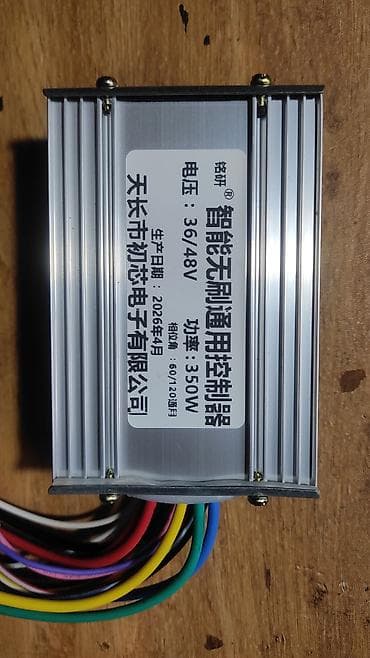 铭研®智能无刷通用控制器
电压：36/48V 功率：350W
相位角：60/120通用
生产日期：2026年4月
天长市初芯电子有限公司